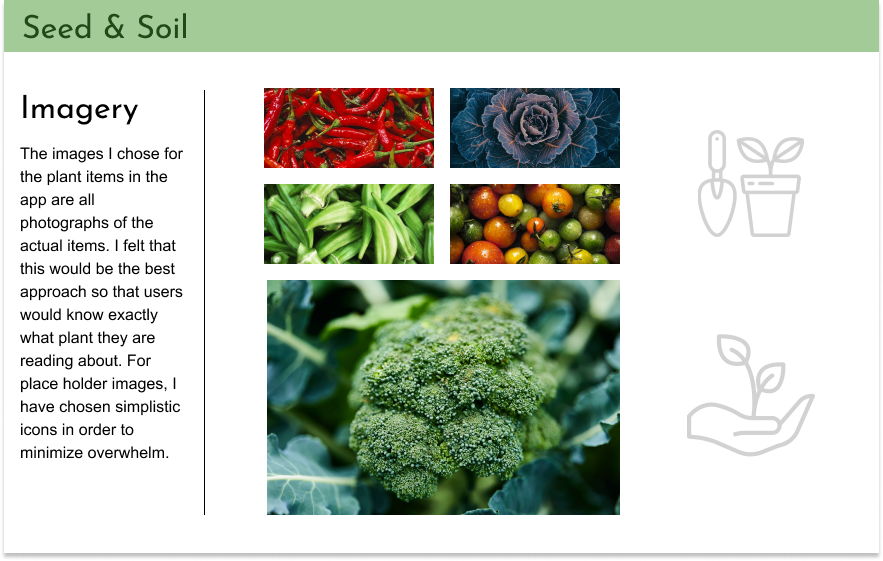 Seed & Soil
Imagery
The images I chose for
the plant items in the
app are all
photographs of the
actual items. I felt that
this would be the best
approach so that users
would know exactly
what plant they are
reading about. For
place holder images, I
have chosen simplistic
icons in order to
minimize overwhelm.